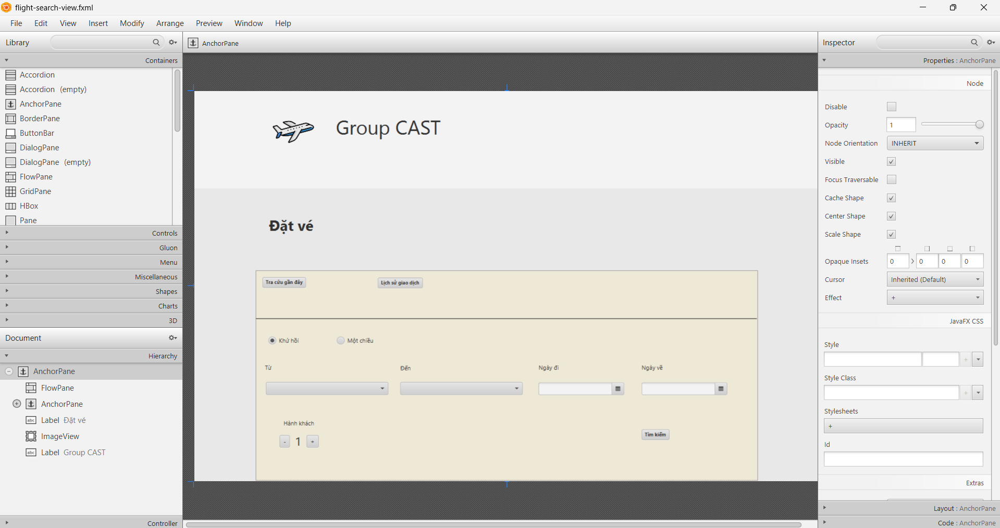 flight-search-view.fxml
File Edit View Insert Modify Arrange Preview Window Help
Library
Containers
Accordion
Accordion (empty)
AnchorPane
BorderPane
ButtonBar
DialogPane
DialogPane (empty)
FlowPane
GridPane
HBox
Pane
Controls
Gluon
Menu
Miscellaneous
Shapes
Charts
3D
Document
Hierarchy
AnchorPane
FlowPane
AnchorPane
abc Label Đặt vé
ImageView
abc Label Group CAST
Controller
AnchorPane
Group CAST
Đặt vé
Tra cứu gần đây
Lịch sử giao dịch
Khứ hồi
Một chiều
Từ
Đến
Ngày đi
Ngày về
Hành khách
- 1 +
Tìm kiếm
Inspector
Properties : AnchorPane
Node
Disable
Opacity 1
Node Orientation INHERIT
Visible
Focus Traversable
Cache Shape
Center Shape
Scale Shape
Opaque Insets 0 > 0 0 0
Cursor Inherited (Default)
Effect +
JavaFX CSS
Style
+
Style Class
+
Stylesheets
+
Id
Extras
Layout : AnchorPane
Code : AnchorPane